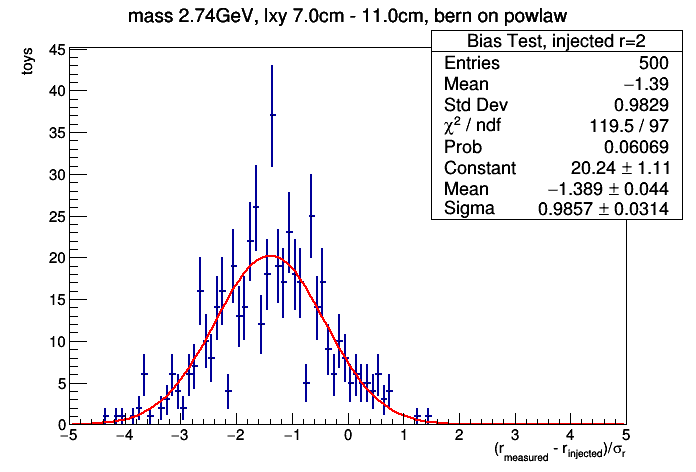 mass 2.74GeV, lxy 7.0cm - 11.0cm, bern on powlaw
Bias Test, injected r=2
Entries 500
Mean −1.39
Std Dev 0.9829
χ² / ndf 119.5 / 97
Prob 0.06069
Constant 20.24 ± 1.11
Mean −1.389 ± 0.044
Sigma 0.9857 ± 0.0314
toys
45
40
35
30
25
20
15
10
5
0
−5 −4 −3 −2 −1 0 1 2 3 4 5
(r_measured - r_injected)/σ_r